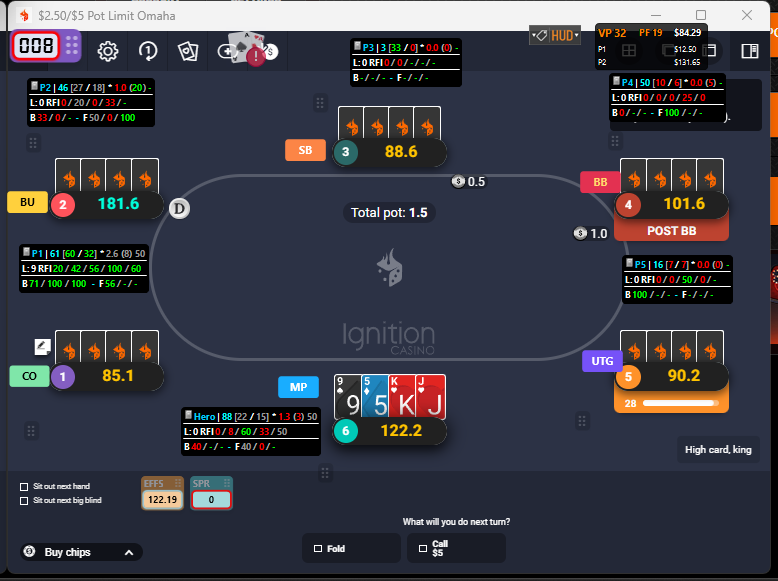 $2.50/$5 Pot Limit Omaha
008
1
$
!
HUD
VP 32 PF 19 $84.29
P1 $12.50
P2 $131.65
P2 | 46 [27 / 18] * 1.0 (20) -
L: 0 RFI 0 / 20 / 0 / 33 / -
B 33 / 0 / - - F 50 / 0 / 100
P3 | 3 [33 / 0] * 0.0 (0) -
L: 0 RFI 0 / 0 / - / - / -
B - / - / - - F - / - / -
P4 | 50 [10 / 6] * 0.0 (5) -
L: 0 RFI 0 / 0 / 0 / 25 / 0
B 0 / - / - - F 100 / - / -
SB
3
88.6
BU
2
181.6
D
$ 0.5
Total pot: 1.5
BB
4
101.6
POST BB
$ 1.0
P1 | 61 [60 / 32] * 2.6 (8) 50
L: 9 RFI 20 / 42 / 56 / 100 / 60
B 71 / 100 / 100 - F 56 / - / -
P5 | 16 [7 / 7] * 0.0 (0) -
L: 0 RFI 0 / 0 / 50 / 0 / -
B 100 / - / - - F - / - / -
Ignition
CASINO
CO
1
85.1
MP
9 5 K J
9 5 K J
6
122.2
UTG
5
90.2
28
Hero | 88 [22 / 15] * 1.3 (3) 50
L: 0 RFI 0 / 8 / 60 / 33 / 50
B 40 / - / - - F 40 / 0 / -
High card, king
Sit out next hand
Sit out next big blind
EFFS
122.19
SPR
0
What will you do next turn?
Buy chips
Fold
Call
$5